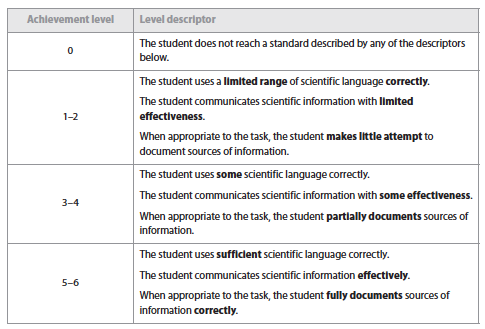 Achievement level Level descriptor
0 The student does not reach a standard described by any of the descriptors
below.
1–2 The student uses a limited range of scientific language correctly.
The student communicates scientific information with limited
effectiveness.
When appropriate to the task, the student makes little attempt to
document sources of information.
3–4 The student uses some scientific language correctly.
The student communicates scientific information with some effectiveness.
When appropriate to the task, the student partially documents sources of
information.
5–6 The student uses sufficient scientific language correctly.
The student communicates scientific information effectively.
When appropriate to the task, the student fully documents sources of
information correctly.